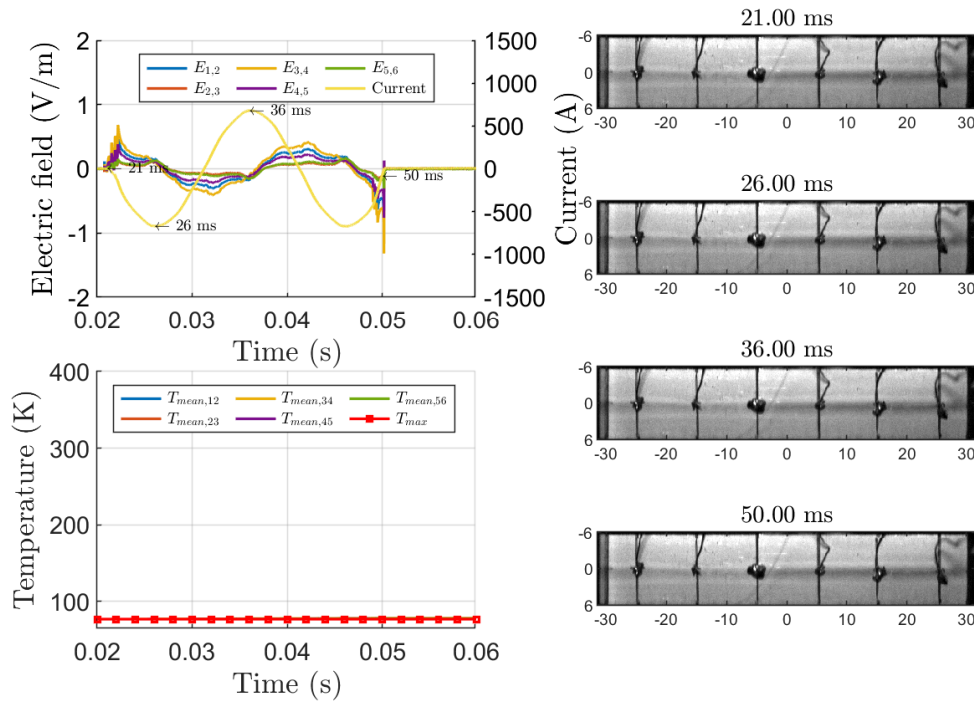 Electric field (V/m)
2
1
0
-1
-2
E1,2 E3,4 E5,6
E2,3 E4,5 Current
← 36 ms
← 21 ms
← 50 ms
← 26 ms
1500
1000
500
0
-500
-1000
-1500
Current (A)
0.02 0.03 0.04 0.05 0.06
Time (s)
Temperature (K)
400
300
200
100
Tmean,12 Tmean,34 Tmean,56
Tmean,23 Tmean,45 Tmax
0.02 0.03 0.04 0.05 0.06
Time (s)
21.00 ms
-6
0
6
-30 -20 -10 0 10 20 30
26.00 ms
-6
0
6
-30 -20 -10 0 10 20 30
36.00 ms
-6
0
6
-30 -20 -10 0 10 20 30
50.00 ms
-6
0
6
-30 -20 -10 0 10 20 30